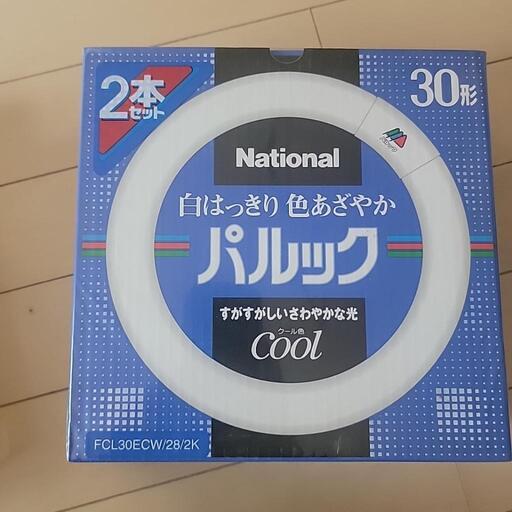 2本
セット
30形
National
白はっきり 色あざやか
パルック
すがすがしいさわやかな光
クール色
cool
FCL30ECW/28/2K